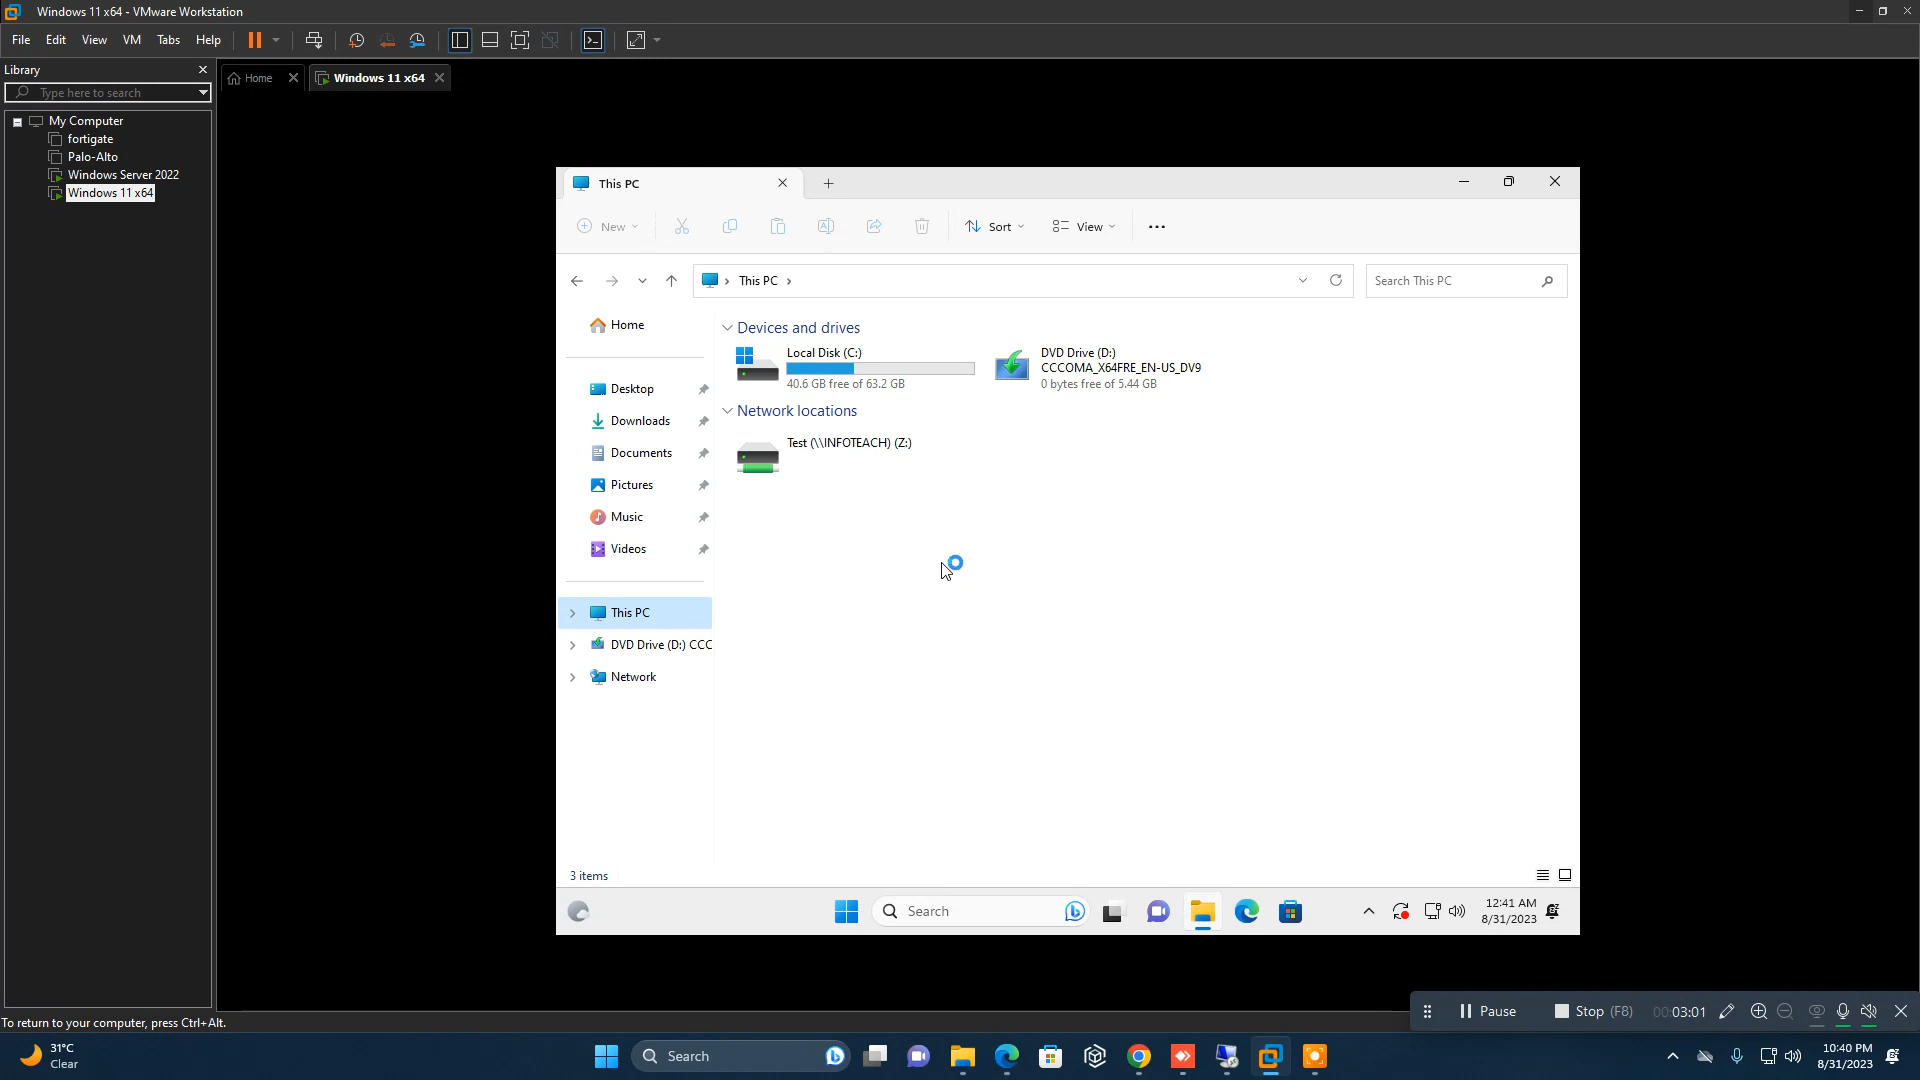 Windows 11 x64 - VMware Workstation
File Edit View VM Tabs Help
Library
Type here to search
My Computer
fortigate
Palo-Alto
Windows Server 2022
Windows 11 x64
Home
Windows 11 x64
This PC
New
Sort
View
This PC
Search This PC
Home
Desktop
Downloads
Documents
Pictures
Music
Videos
This PC
DVD Drive (D:) CCC
Network
Devices and drives
Local Disk (C:)
40.6 GB free of 63.2 GB
DVD Drive (D:)
CCCOMA_X64FRE_EN-US_DV9
0 bytes free of 5.44 GB
Network locations
Test (\\INFOTEACH) (Z:)
3 items
Search
12:41 AM
8/31/2023
To return to your computer, press Ctrl+Alt.
Pause
Stop (F8)
00:03:01
31°C
Clear
Search
10:40 PM
8/31/2023